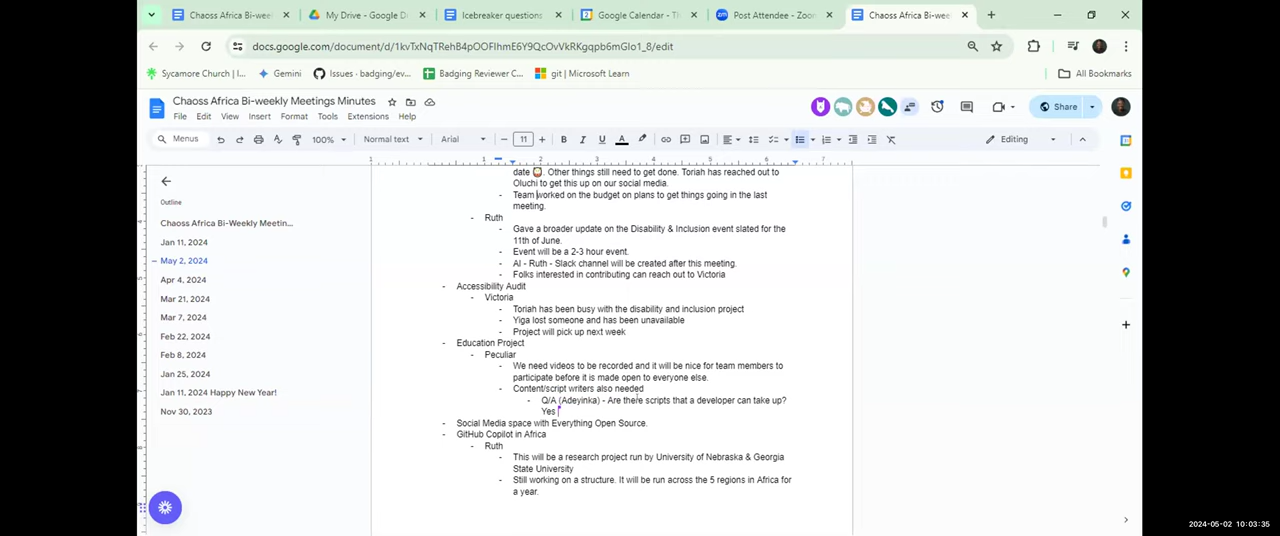 Chaoss Africa Bi-wee
My Drive - Google D
Icebreaker questions
Google Calendar - Th
Post Attendee - Zoo
Chaoss Africa Bi-wee
docs.google.com/document/d/1kvTxNqTRehB4pOOFIhmE6Y9QcOvVkRKgqpb6mGIo1_8/edit
Sycamore Church | I...
Gemini
Issues · badging/ev...
Badging Reviewer C...
git | Microsoft Learn
All Bookmarks
Chaoss Africa Bi-weekly Meetings Minutes
File Edit View Insert Format Tools Extensions Help
Share
Menus 100% Normal text Arial 11 B I U A Editing
1 1 2 3 4 5 6 7
Outline
Chaoss Africa Bi-Weekly Meetin...
Jan 11, 2024
May 2, 2024
Apr 4, 2024
Mar 21, 2024
Mar 7, 2024
Feb 22, 2024
Feb 8, 2024
Jan 25, 2024
Jan 11, 2024 Happy New Year!
Nov 30, 2023
date. Other things still need to get done. Toriah has reached out to
Oluchi to get this up on our social media.
- Team worked on the budget on plans to get things going in the last
meeting.
- Ruth
- Gave a broader update on the Disability & Inclusion event slated for the
11th of June.
- Event will be a 2-3 hour event.
- AI - Ruth - Slack channel will be created after this meeting.
- Folks interested in contributing can reach out to Victoria
- Accessibility Audit
- Victoria
- Toriah has been busy with the disability and inclusion project
- Yiga lost someone and has been unavailable
- Project will pick up next week
- Education Project
- Peculiar
- We need videos to be recorded and it will be nice for team members to
participate before it is made open to everyone else.
- Content/script writers also needed
- Q/A (Adeyinka) - Are there scripts that a developer can take up?
Yes
- Social Media space with Everything Open Source.
- GitHub Copilot in Africa
- Ruth
- This will be a research project run by University of Nebraska & Georgia
State University
- Still working on a structure. It will be run across the 5 regions in Africa for
a year.
2024-05-02 10:03:35